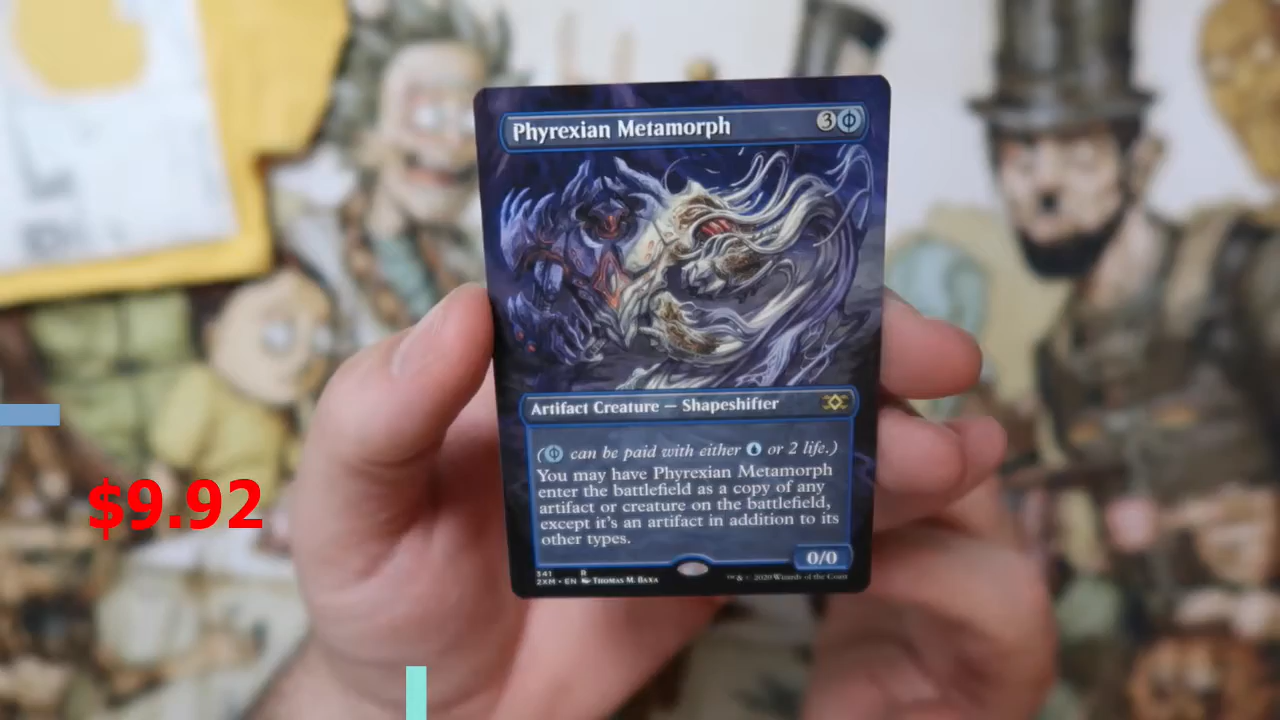 Phyrexian Metamorph 3
Artifact Creature — Shapeshifter
( can be paid with either or 2 life.)
You may have Phyrexian Metamorph
enter the battlefield as a copy of any
artifact or creature on the battlefield,
except it's an artifact in addition to its
other types.
0/0
341 R
2XM • EN Thomas M. Baxa
™ & © 2020 Wizards of the Coast
$9.92